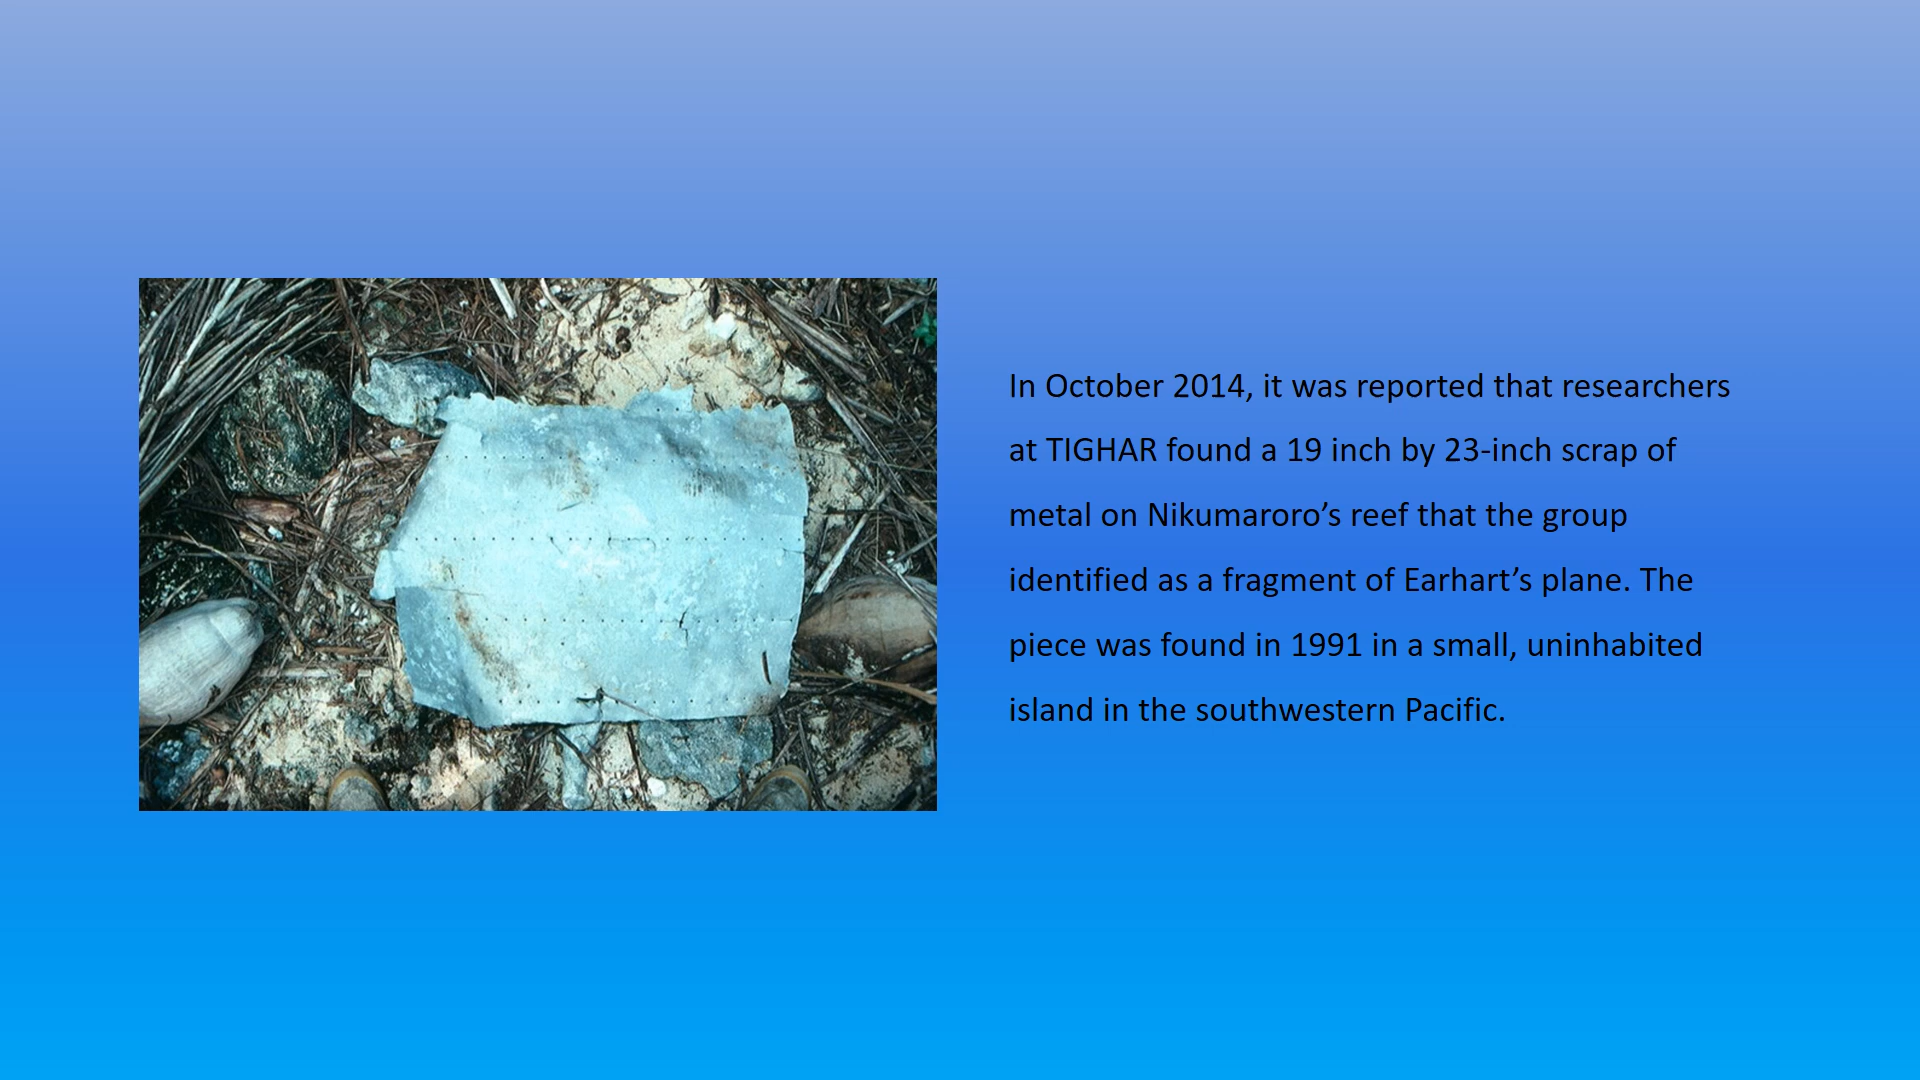 In October 2014, it was reported that researchers
at TIGHAR found a 19 inch by 23-inch scrap of
metal on Nikumaroro’s reef that the group
identified as a fragment of Earhart’s plane. The
piece was found in 1991 in a small, uninhabited
island in the southwestern Pacific.